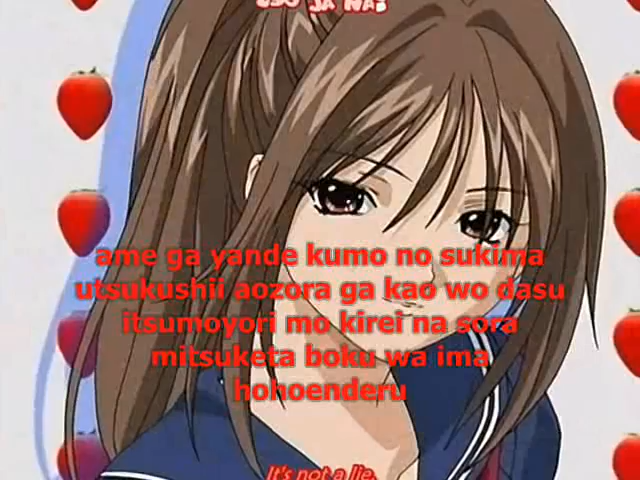 USO JA NAI
ame ga yande kumo no sukima
utsukushii aozora ga kao wo dasu
itsumoyori mo kirei na sora
mitsuketa boku wa ima
hohoenderu
It's not a lie.